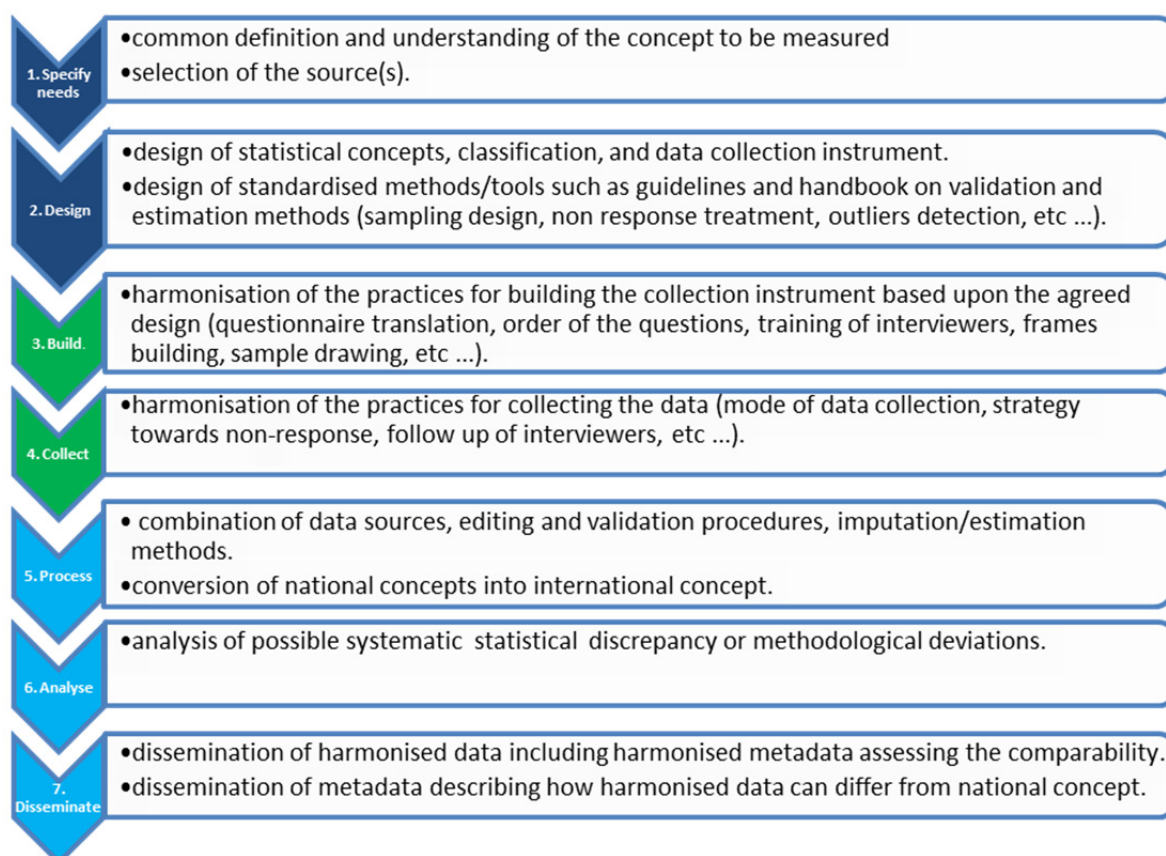 1. Specify
needs
•common definition and understanding of the concept to be measured
•selection of the source(s).
2. Design
•design of statistical concepts, classification, and data collection instrument.
•design of standardised methods/tools such as guidelines and handbook on validation and
estimation methods (sampling design, non response treatment, outliers detection, etc ...).
3. Build.
•harmonisation of the practices for building the collection instrument based upon the agreed
design (questionnaire translation, order of the questions, training of interviewers, frames
building, sample drawing, etc ...).
4. Collect
•harmonisation of the practices for collecting the data (mode of data collection, strategy
towards non-response, follow up of interviewers, etc ...).
5. Process
• combination of data sources, editing and validation procedures, imputation/estimation
methods.
•conversion of national concepts into international concept.
6. Analyse
•analysis of possible systematic statistical discrepancy or methodological deviations.
7.
Disseminate
•dissemination of harmonised data including harmonised metadata assessing the comparability.
•dissemination of metadata describing how harmonised data can differ from national concept.